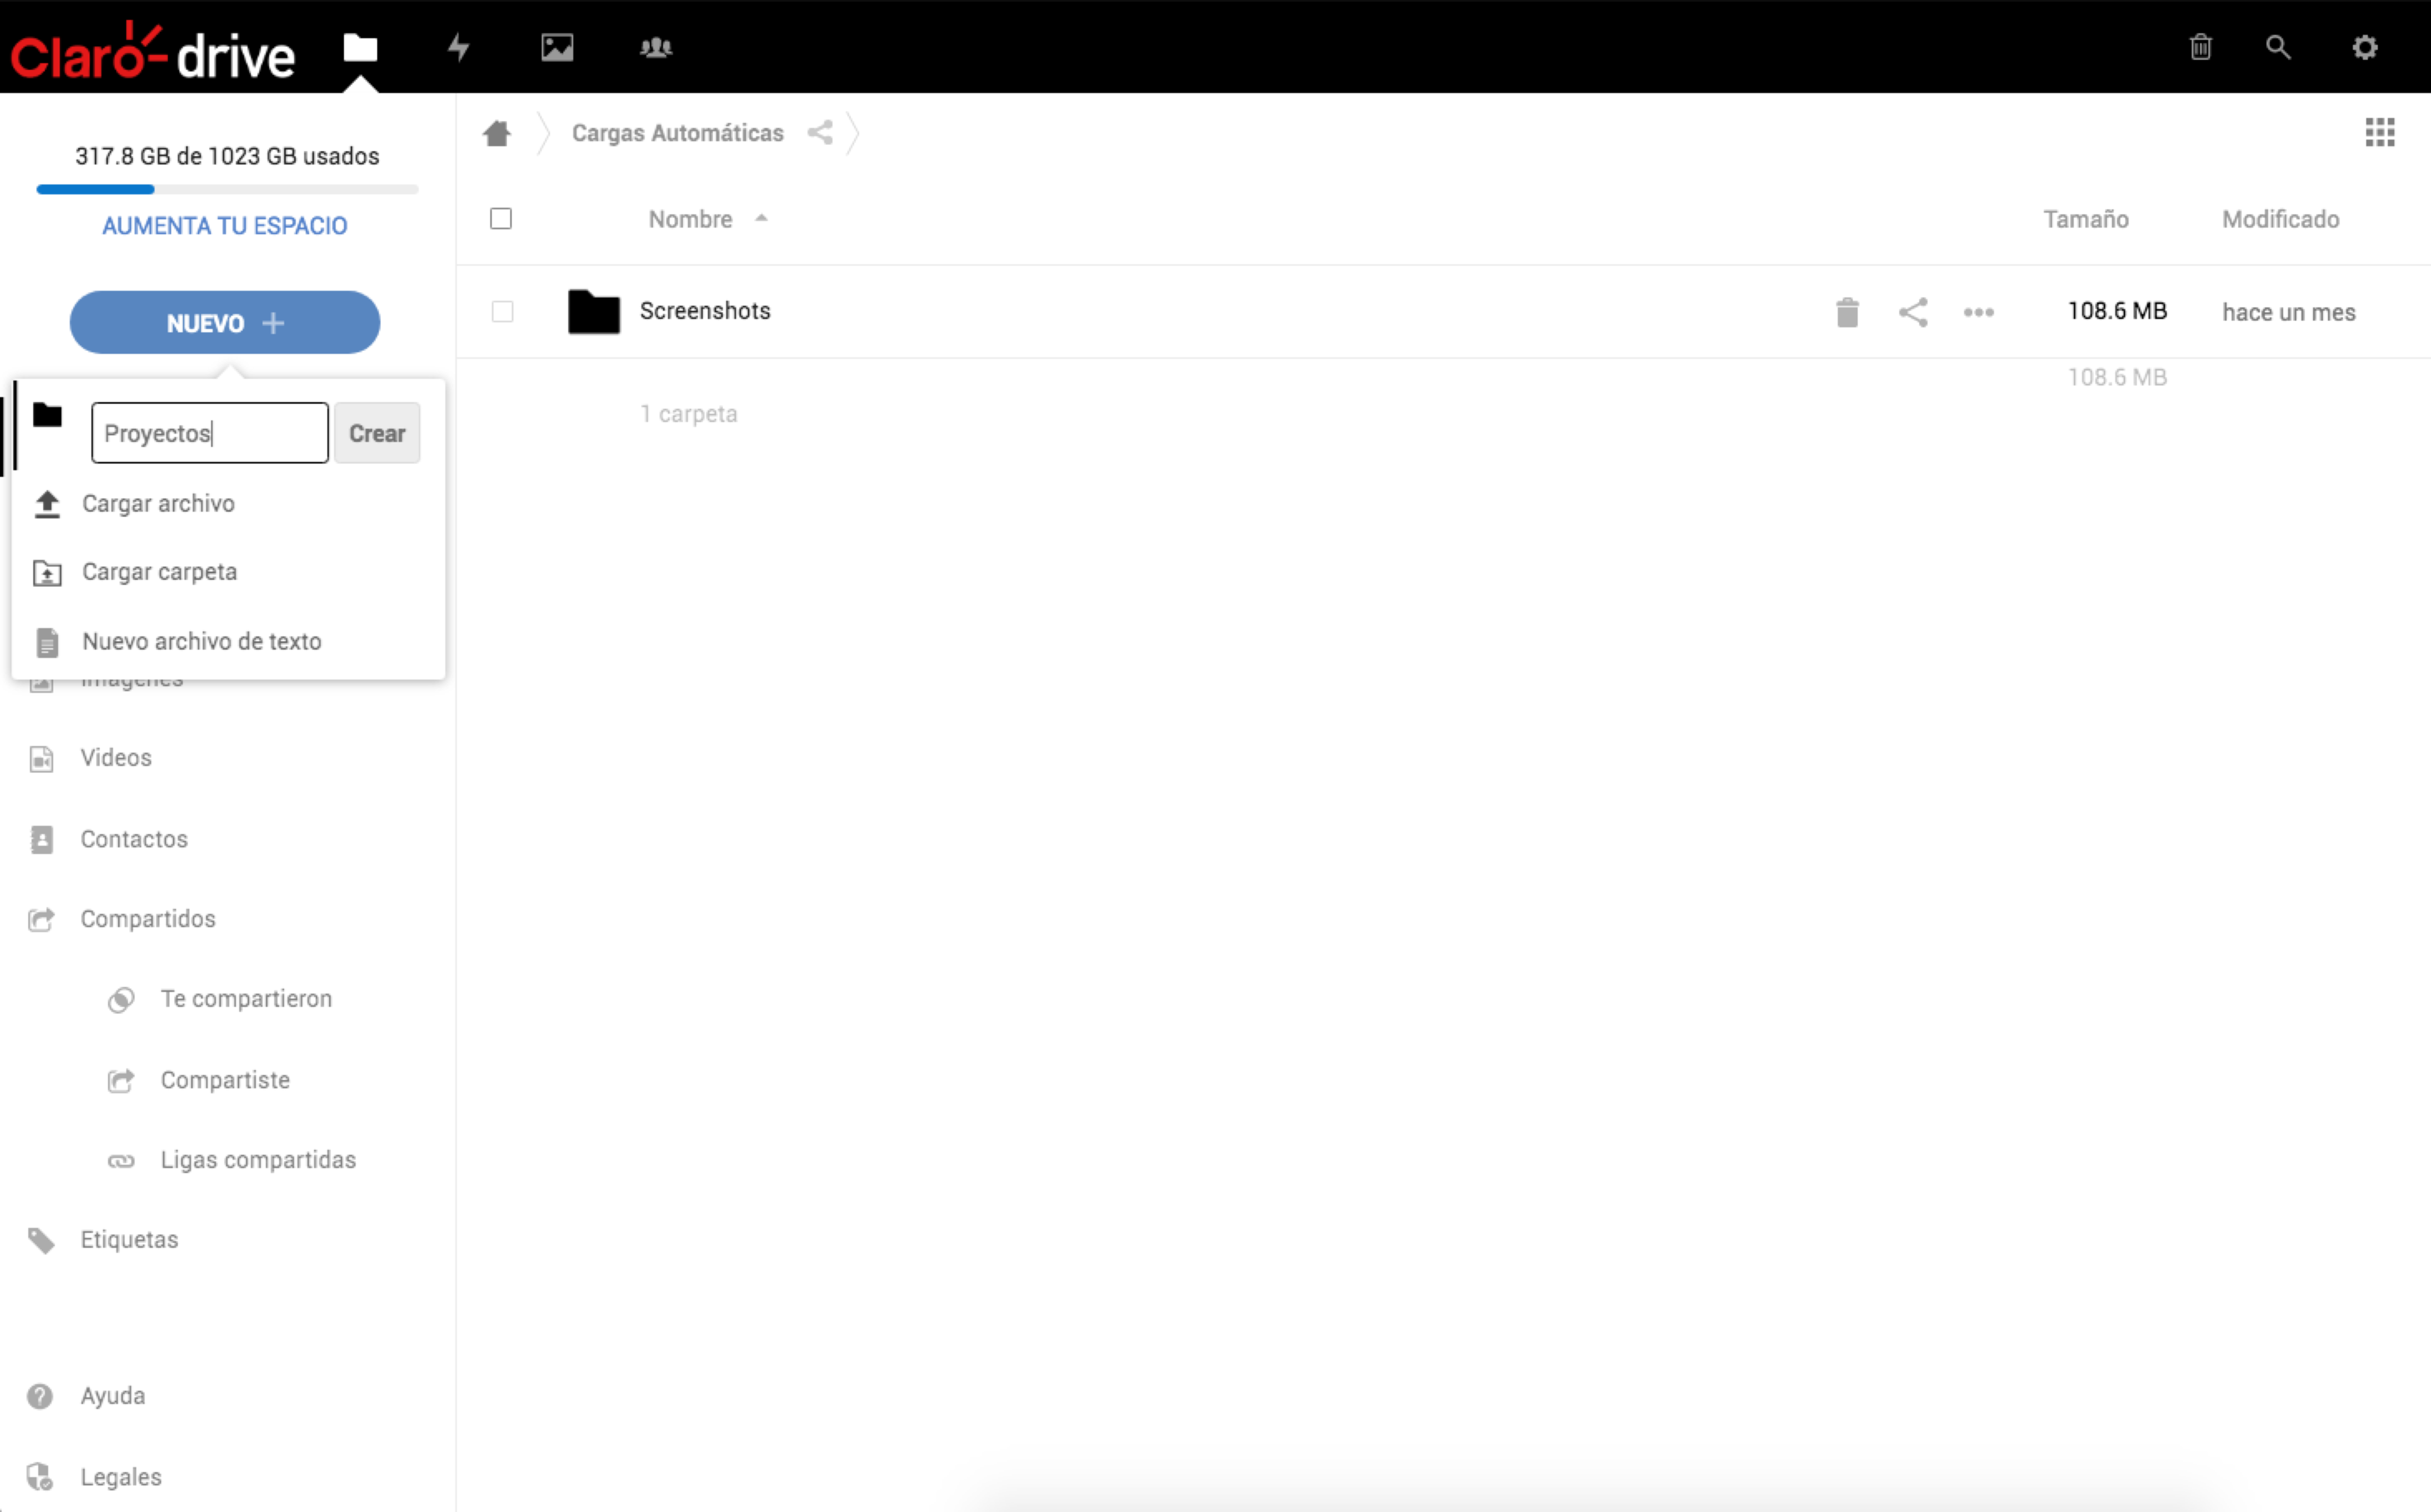 Claro drive
317.8 GB de 1023 GB usados
AUMENTA TU ESPACIO
NUEVO +
Proyectos
Crear
Cargar archivo
Cargar carpeta
Nuevo archivo de texto
Imágenes
Videos
Contactos
Compartidos
Te compartieron
Compartiste
Ligas compartidas
Etiquetas
Ayuda
Legales
Cargas Automáticas
Nombre Tamaño Modificado
Screenshots 108.6 MB hace un mes
108.6 MB
1 carpeta